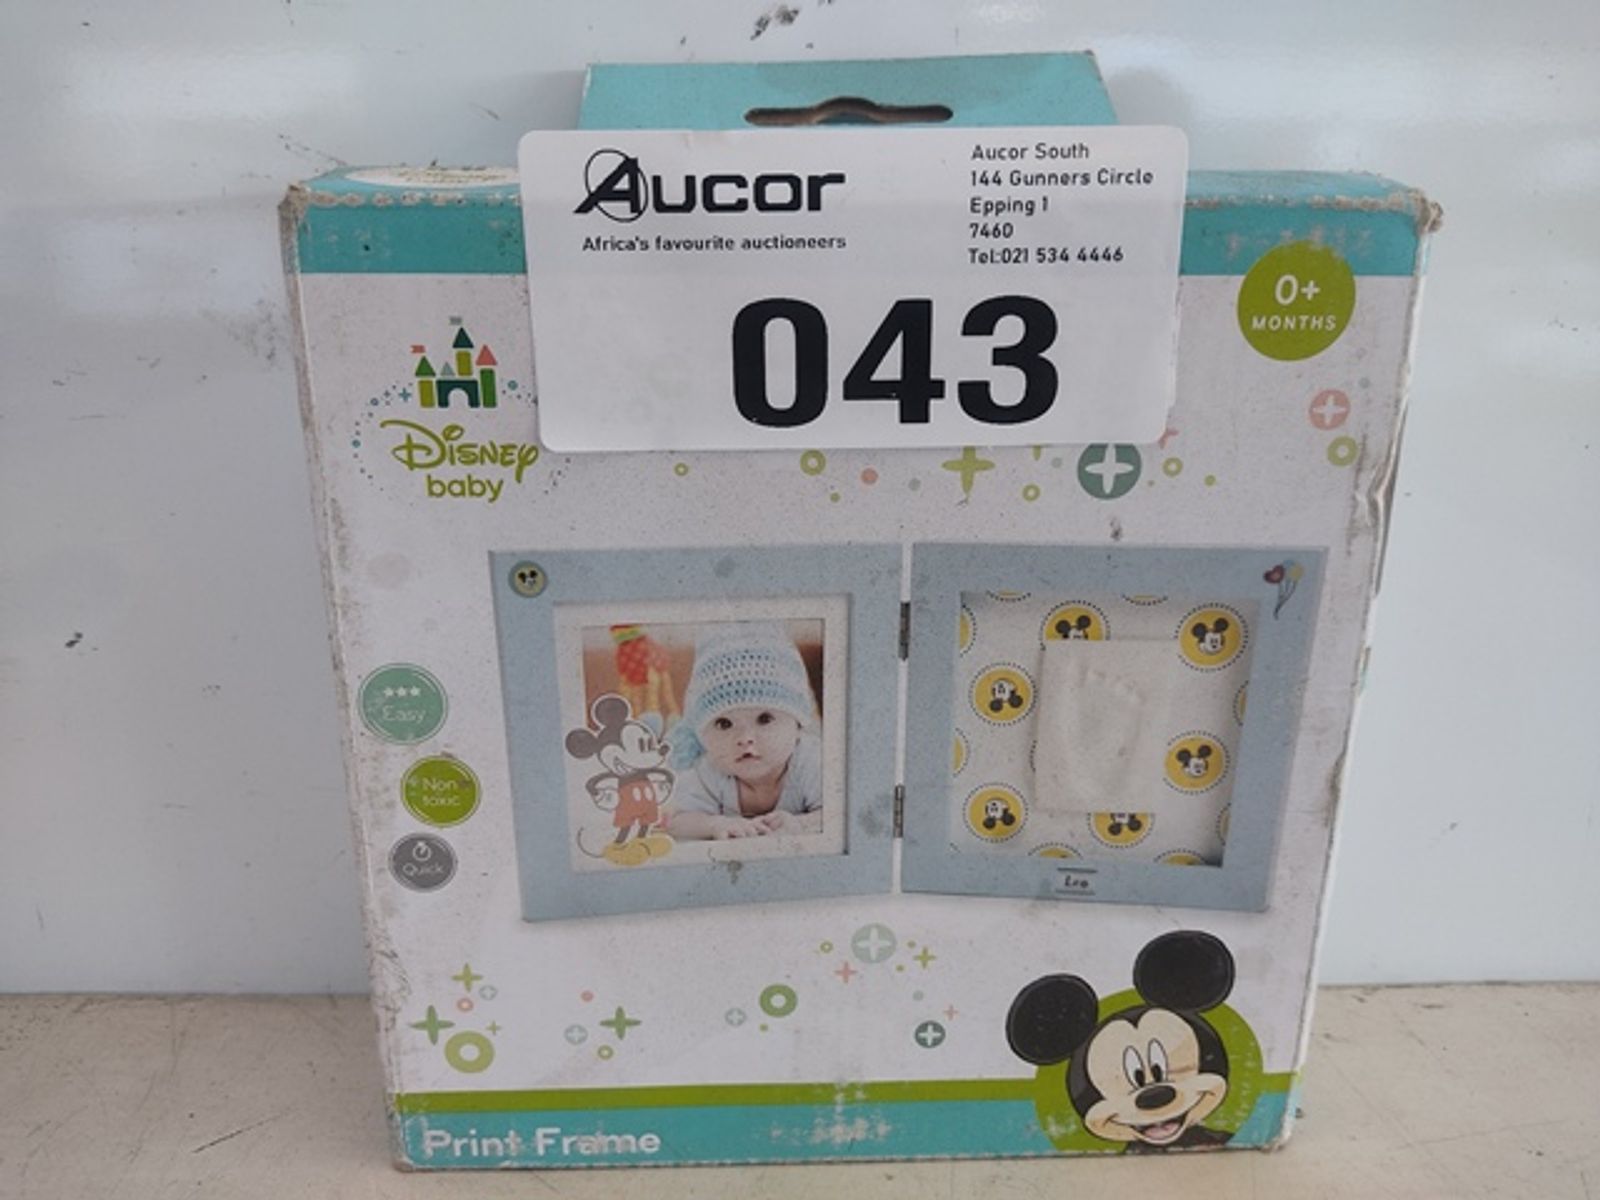 Aucor
Africa's favourite auctioneers
Aucor South
144 Gunners Circle
Epping 1
7460
Tel:021 534 4446
043
0+
MONTHS
Disney
baby
Easy
Non
toxic
Quick
Leo
Print Frame